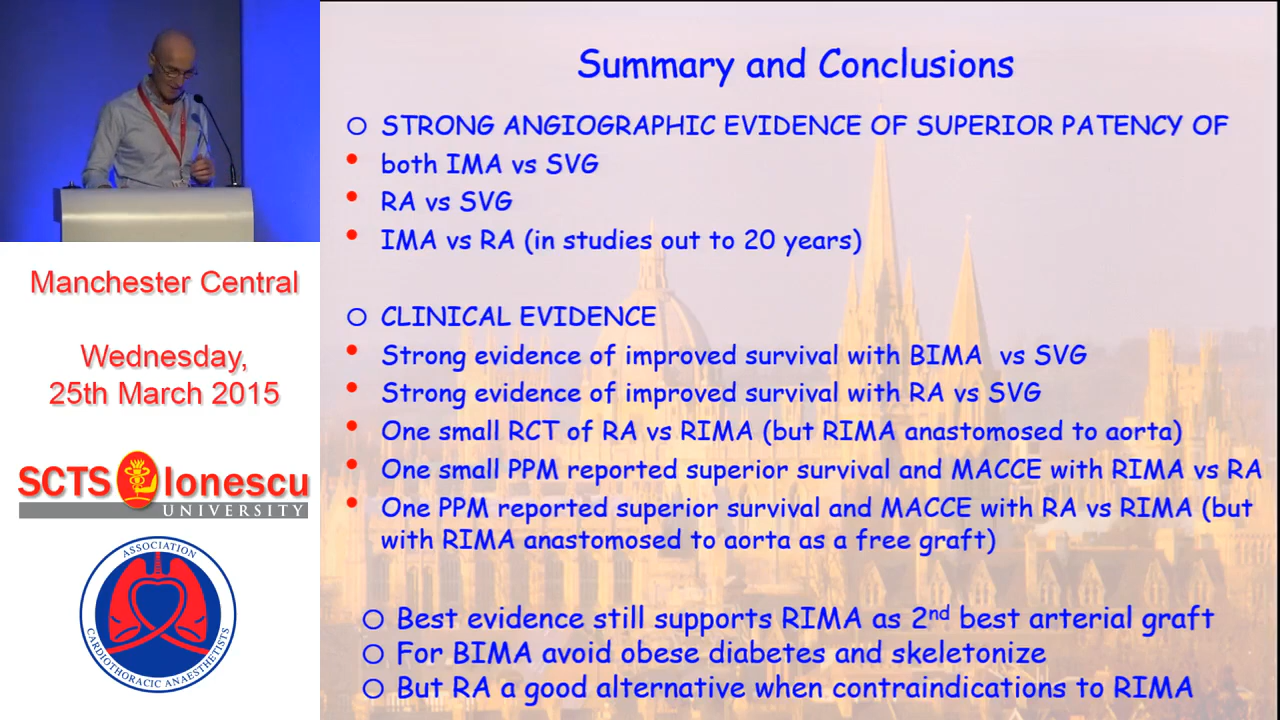 Summary and Conclusions
STRONG ANGIOGRAPHIC EVIDENCE OF SUPERIOR PATENCY OF
both IMA vs SVG
RA vs SVG
IMA vs RA (in studies out to 20 years)
CLINICAL EVIDENCE
Strong evidence of improved survival with BIMA vs SVG
Strong evidence of improved survival with RA vs SVG
One small RCT of RA vs RIMA (but RIMA anastomosed to aorta)
One small PPM reported superior survival and MACCE with RIMA vs RA
One PPM reported superior survival and MACCE with RA vs RIMA (but
with RIMA anastomosed to aorta as a free graft)
Best evidence still supports RIMA as 2nd best arterial graft
For BIMA avoid obese diabetes and skeletonize
But RA a good alternative when contraindications to RIMA
Manchester Central
Wednesday,
25th March 2015
SCTS Ionescu
UNIVERSITY
ASSOCIATION
CARDIOTHORACIC ANAESTHETISTS